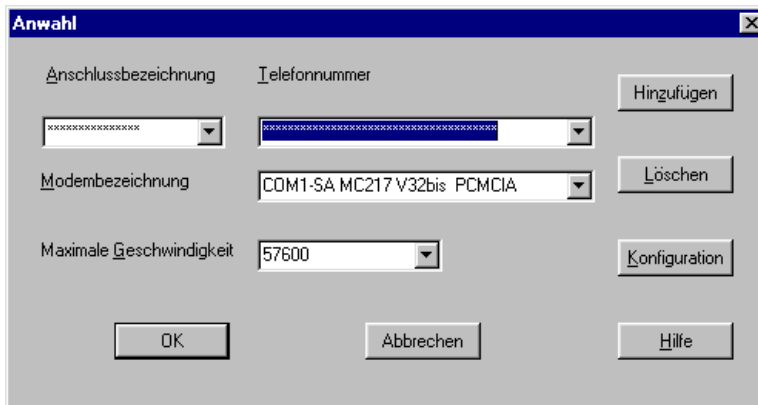 Anwahl
Anschlussbezeichnung
Telefonnummer
Hinzufügen
***************
***************************************
Modembezeichnung
COM1-SA MC217 V32bis PCMCIA
Löschen
Maximale Geschwindigkeit
57600
Konfiguration
OK
Abbrechen
Hilfe